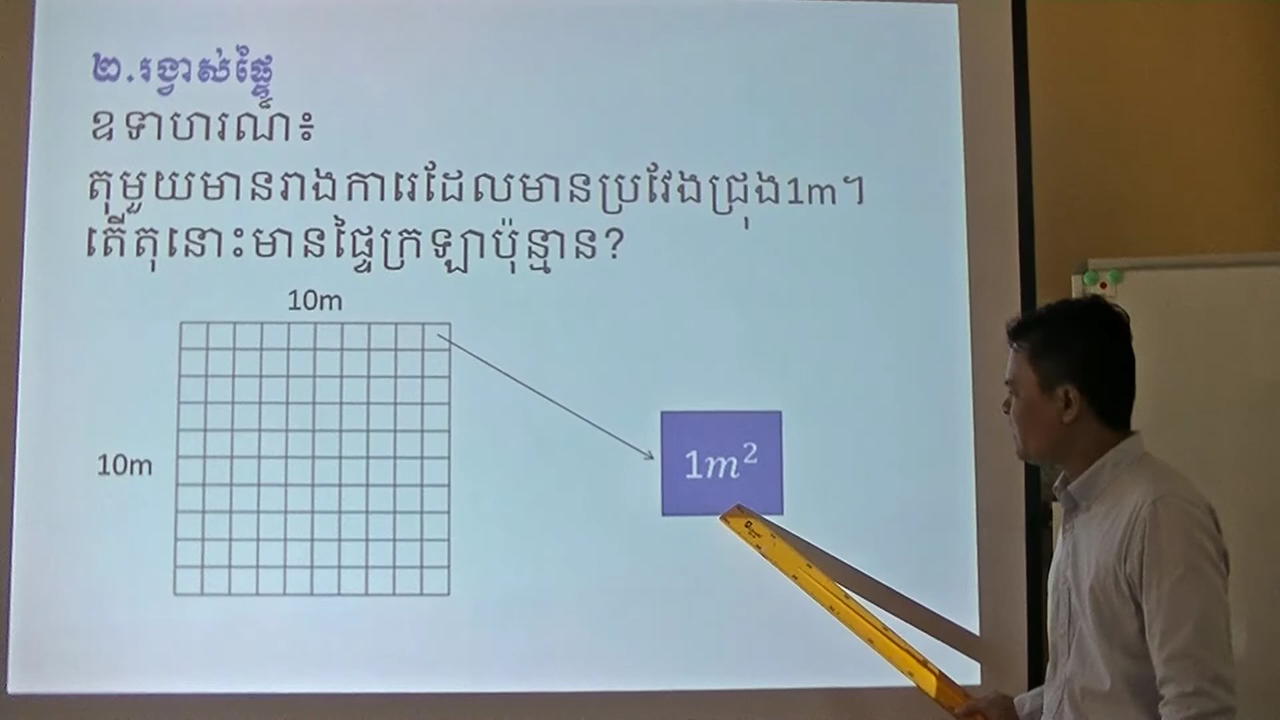 ២.រង្វាស់ផ្ទៃ
ឧទាហរណ៍៖
តុមួយមានរាងការេដែលមានប្រវែងជ្រុង1m។
តើតុនោះមានផ្ទៃក្រឡាប៉ុន្មាន?
10m
10m
1m²